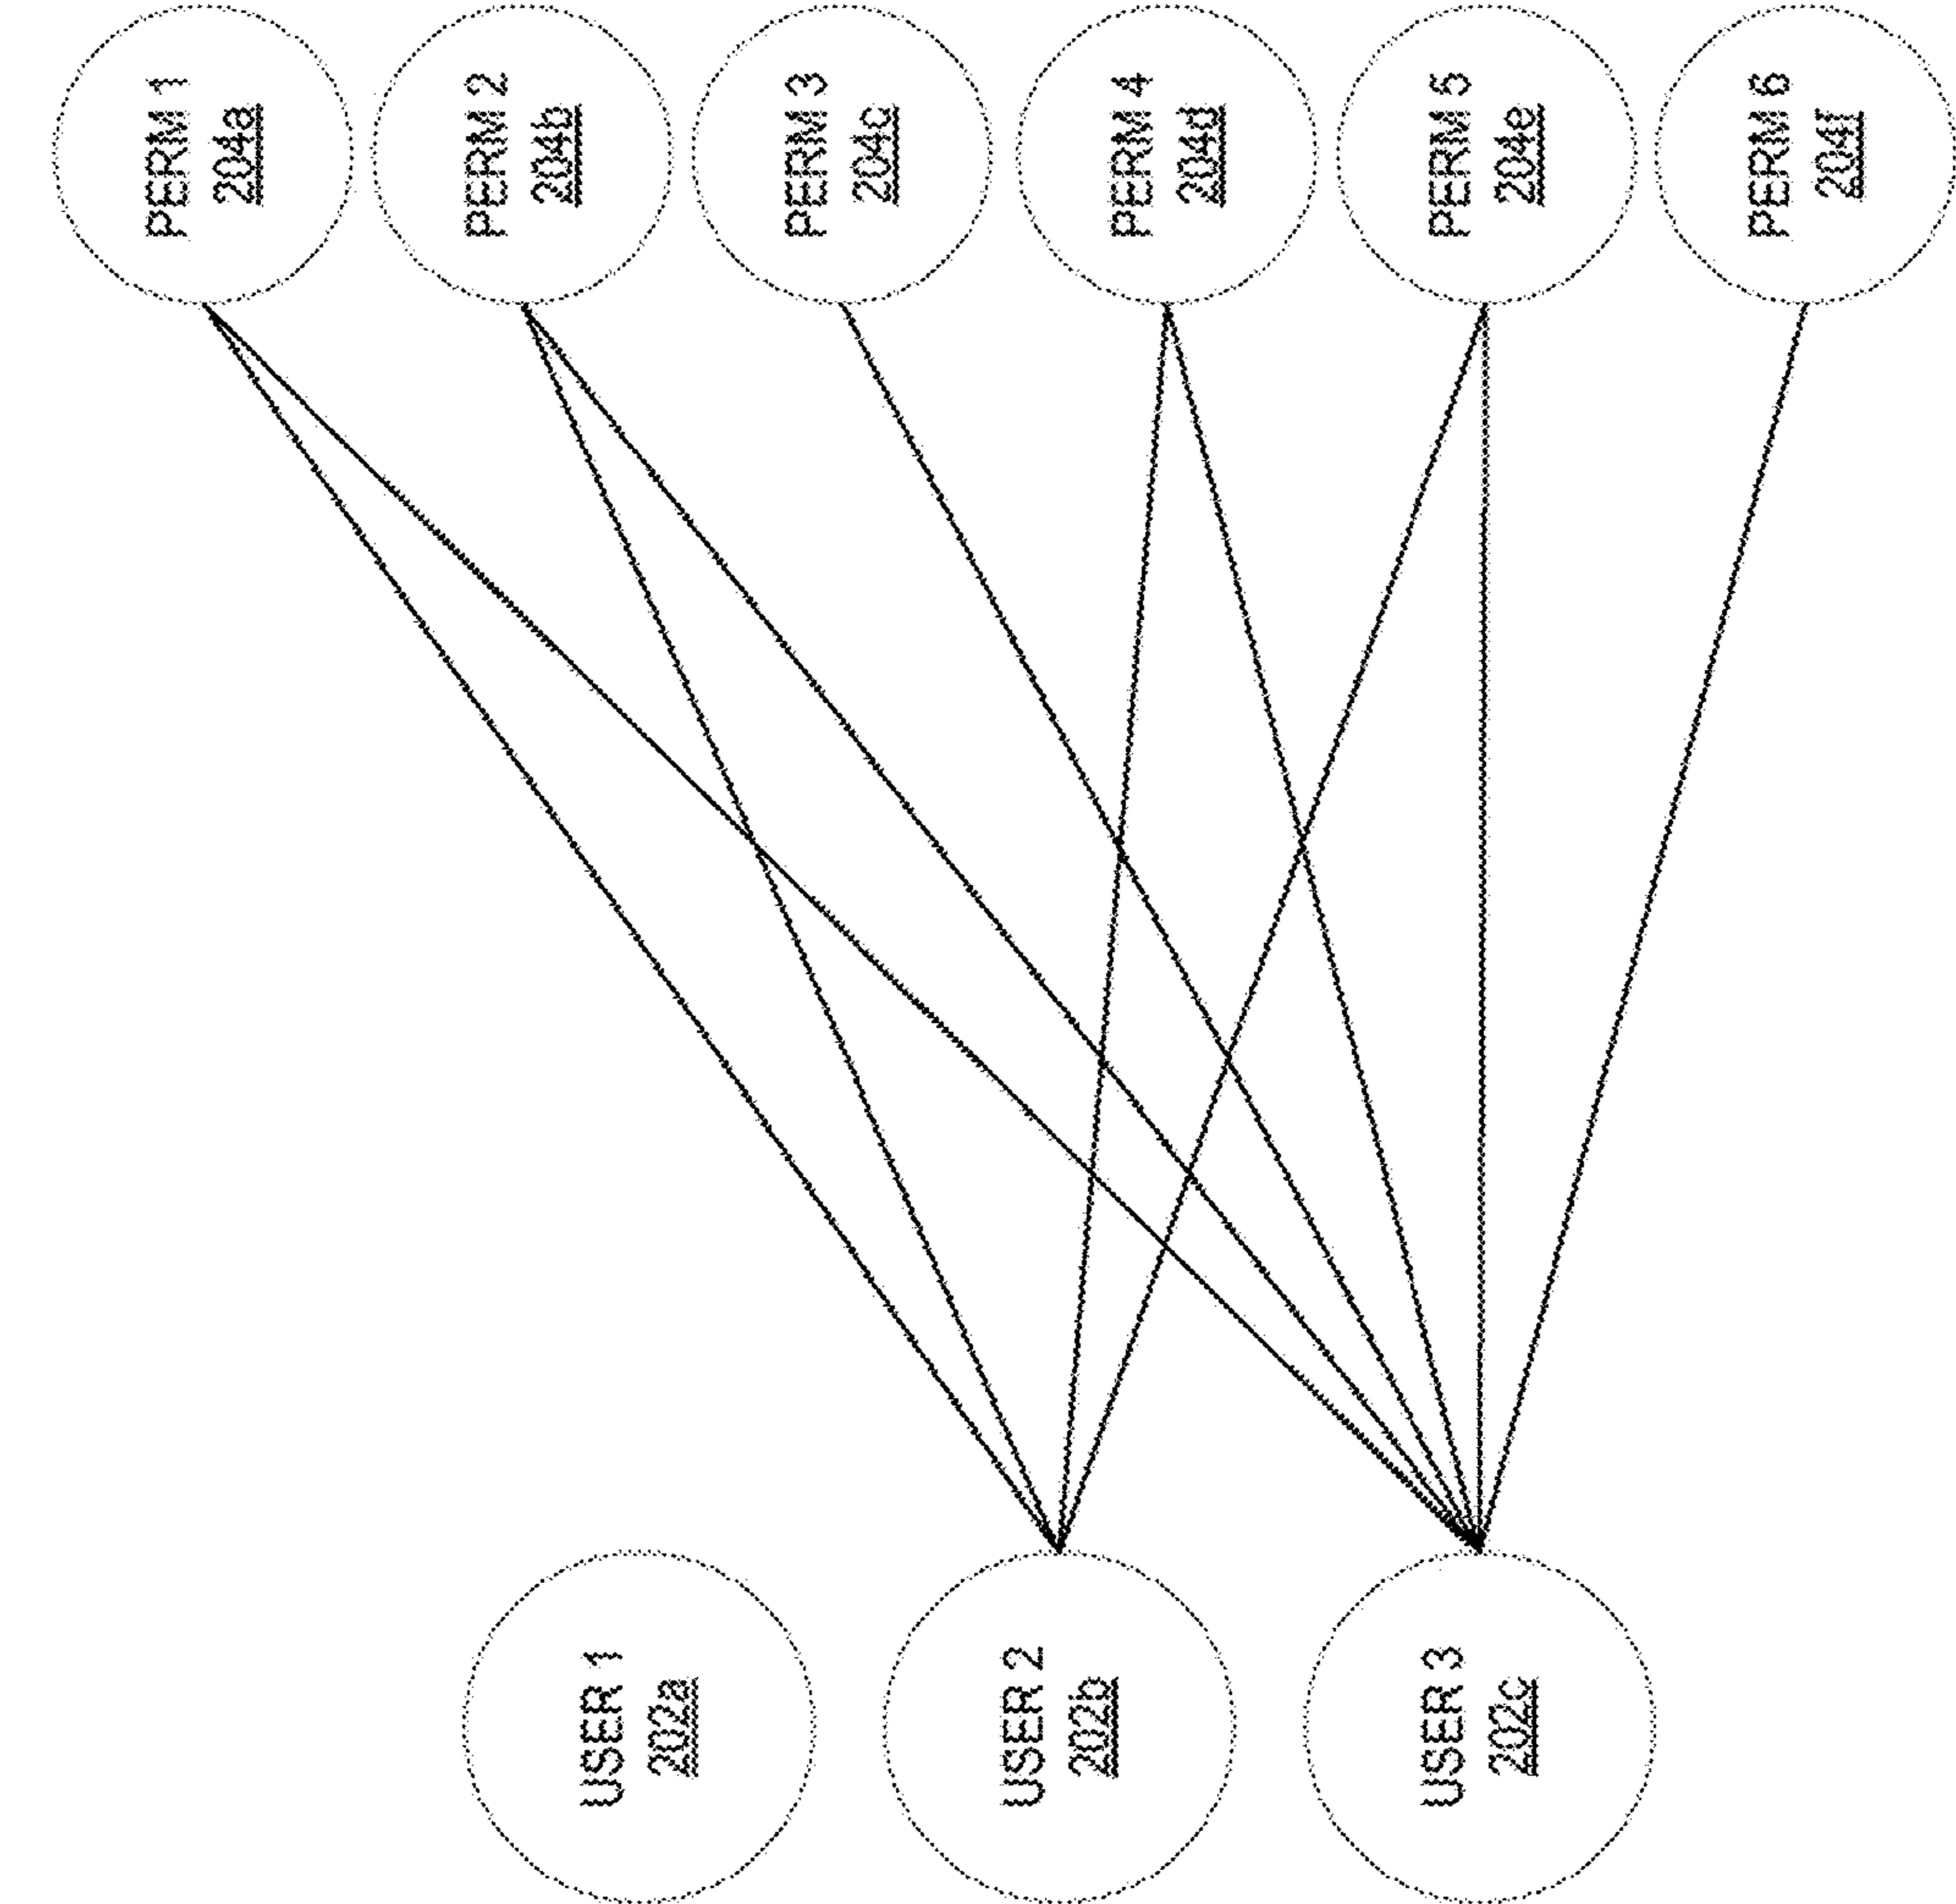 PERM 1
204a
PERM 2
204b
PERM 3
204c
PERM 4
204d
PERM 5
204e
PERM 6
204f
USER 1
202a
USER 2
202b
USER 3
202c